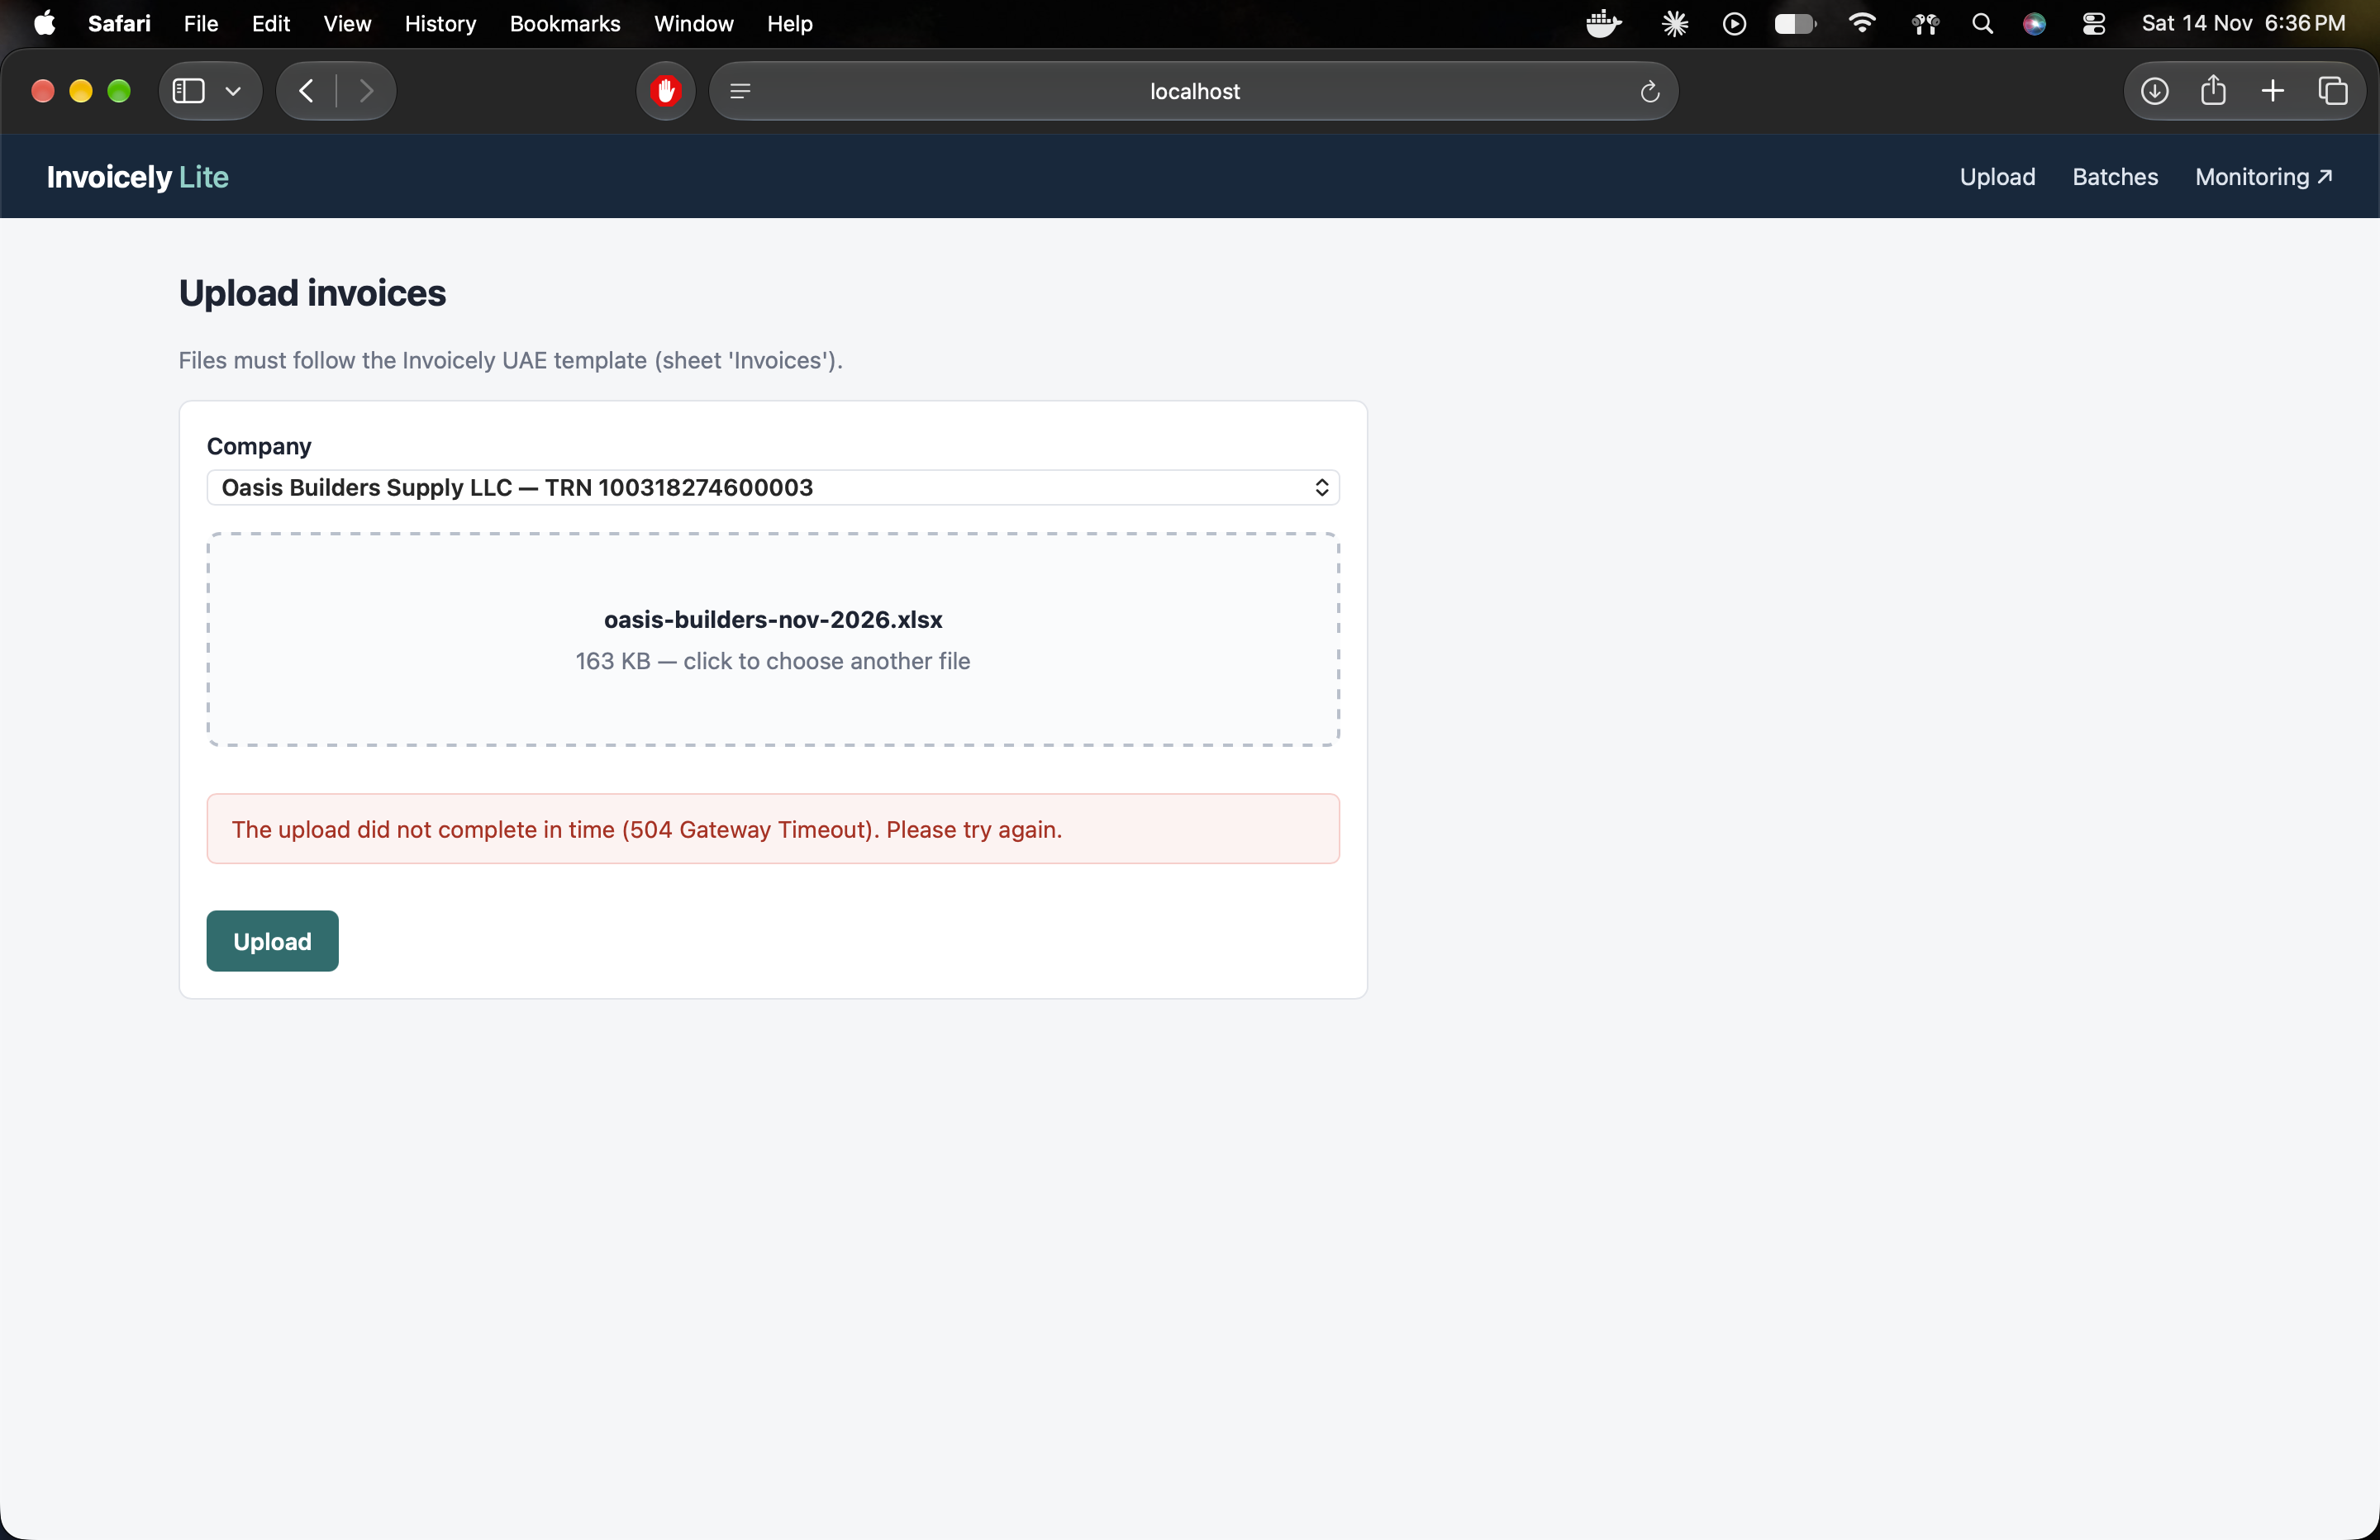 Safari File Edit View History Bookmarks Window Help Sat 14 Nov 6:36 PM
localhost
Invoicely Lite Upload Batches Monitoring ↗
Upload invoices
Files must follow the Invoicely UAE template (sheet 'Invoices').
Company
Oasis Builders Supply LLC — TRN 100318274600003
oasis-builders-nov-2026.xlsx
163 KB — click to choose another file
The upload did not complete in time (504 Gateway Timeout). Please try again.
Upload